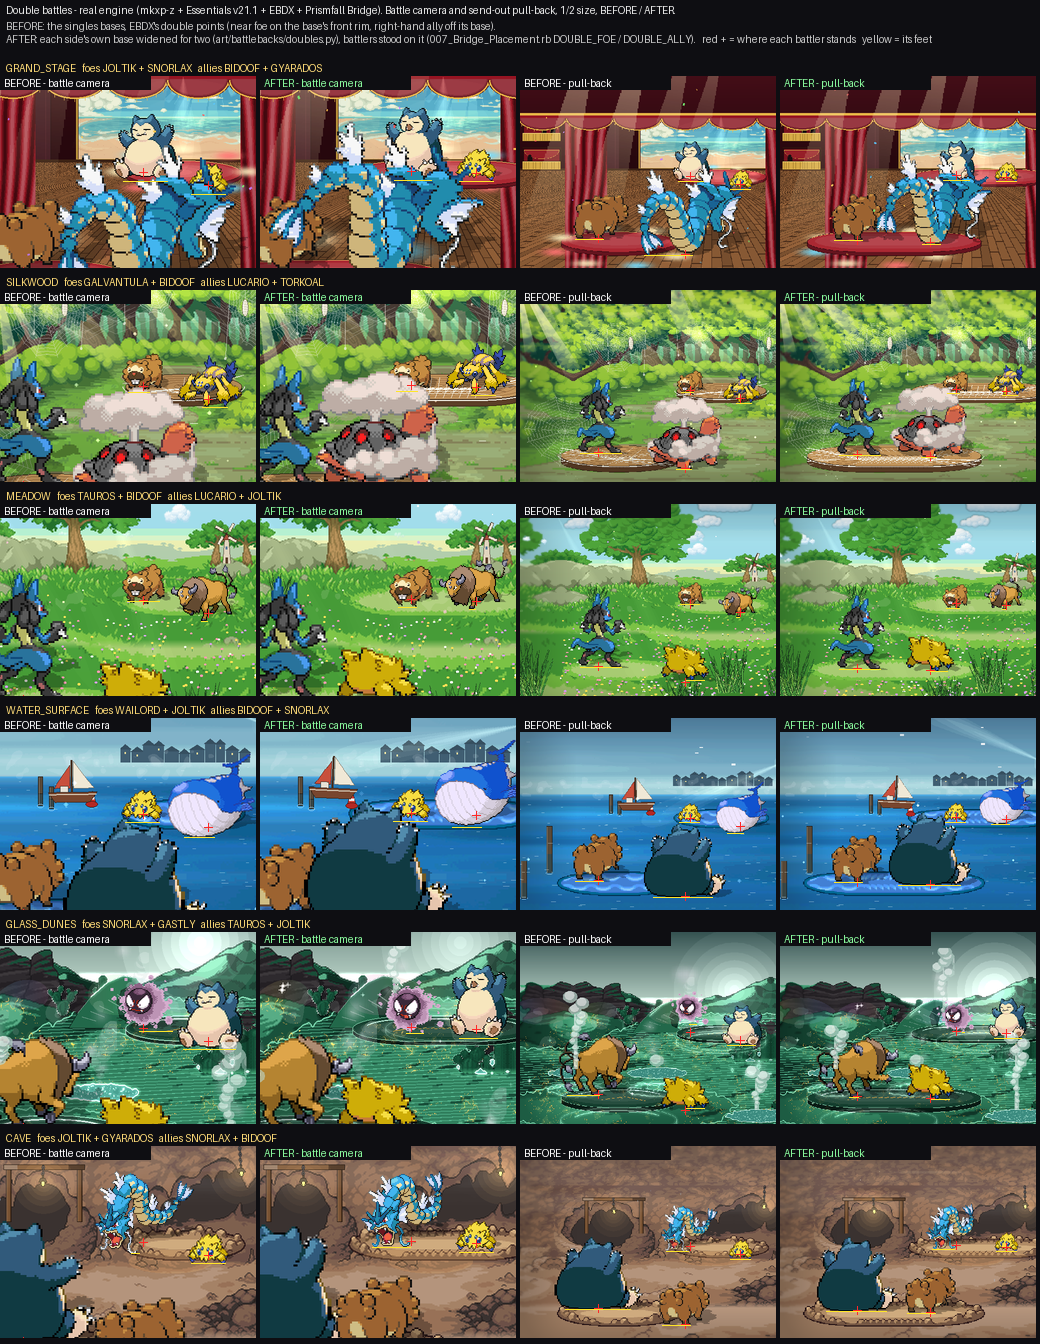 Double battles - real engine (mkxp-z + Essentials v21.1 + EBDX + Prismfall Bridge). Battle camera and send-out pull-back, 1/2 size, BEFORE / AFTER.
BEFORE: the singles bases, EBDX's double points (near foe on the base's front rim, right-hand ally off its base).
AFTER: each side's own base widened for two (art/battlebacks/doubles.py), battlers stood on it (007_Bridge_Placement.rb DOUBLE_FOE / DOUBLE_ALLY). red + = where each battler stands yellow = its feet
GRAND_STAGE foes JOLTIK + SNORLAX allies BIDOOF + GYARADOS
BEFORE - battle camera AFTER - battle camera BEFORE - pull-back AFTER - pull-back
SILKWOOD foes GALVANTULA + BIDOOF allies LUCARIO + TORKOAL
BEFORE - battle camera AFTER - battle camera BEFORE - pull-back AFTER - pull-back
MEADOW foes TAUROS + BIDOOF allies LUCARIO + JOLTIK
BEFORE - battle camera AFTER - battle camera BEFORE - pull-back AFTER - pull-back
WATER_SURFACE foes WAILORD + JOLTIK allies BIDOOF + SNORLAX
BEFORE - battle camera AFTER - battle camera BEFORE - pull-back AFTER - pull-back
GLASS_DUNES foes SNORLAX + GASTLY allies TAUROS + JOLTIK
BEFORE - battle camera AFTER - battle camera BEFORE - pull-back AFTER - pull-back
CAVE foes JOLTIK + GYARADOS allies SNORLAX + BIDOOF
BEFORE - battle camera AFTER - battle camera BEFORE - pull-back AFTER - pull-back